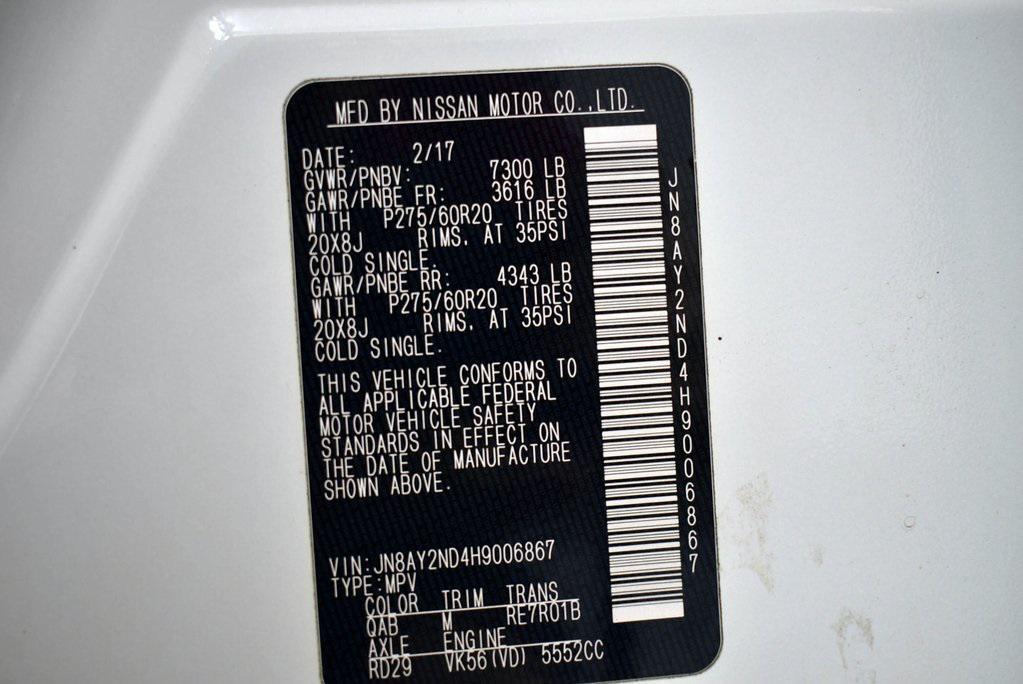 MFD BY NISSAN MOTOR CO.,LTD.
DATE: 2/17
GVWR/PNBV: 7300 LB
GAWR/PNBE FR: 3616 LB
WITH P275/60R20 TIRES
20X8J RIMS. AT 35PSI
COLD SINGLE.
GAWR/PNBE RR: 4343 LB
WITH P275/60R20 TIRES
20X8J RIMS. AT 35PSI
COLD SINGLE.
THIS VEHICLE CONFORMS TO
ALL APPLICABLE FEDERAL
MOTOR VEHICLE SAFETY
STANDARDS IN EFFECT ON
THE DATE OF MANUFACTURE
SHOWN ABOVE.
VIN:JN8AY2ND4H9006867
TYPE:MPV
COLOR TRIM TRANS
QAB M RE7R01B
AXLE ENGINE
RD29 VK56(VD) 5552CC
JN8AY2ND4H9006867